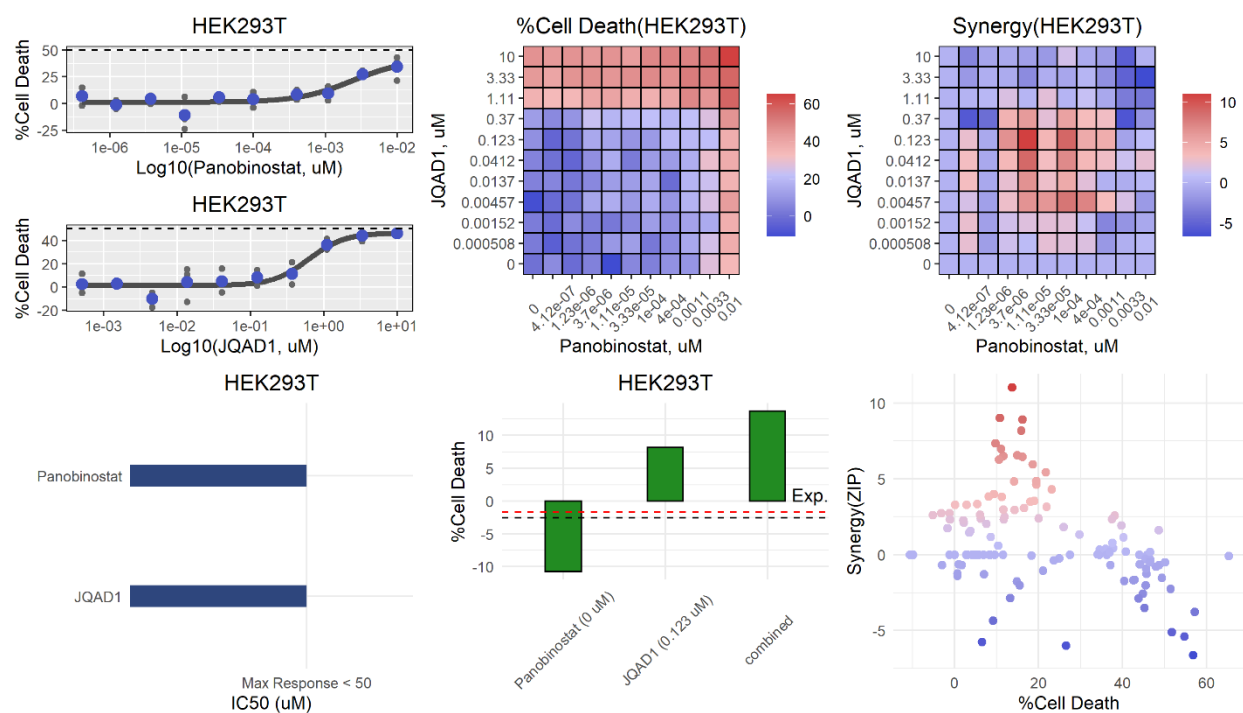 HEK293T
%Cell Death
50
25
0
-25
1e-06
1e-05
1e-04
1e-03
1e-02
Log10(Panobinostat, uM)
HEK293T
%Cell Death
40
20
0
-20
1e-03
1e-02
1e-01
1e+00
1e+01
Log10(JQAD1, uM)
%Cell Death(HEK293T)
JQAD1, uM
10
3.33
1.11
0.37
0.123
0.0412
0.0137
0.00457
0.00152
0.000508
0
0
4.12e-07
1.23e-06
3.7e-06
1.11e-05
3.33e-05
1e-04
4e-04
0.0011
0.0033
0.01
Panobinostat, uM
60
40
20
0
Synergy(HEK293T)
JQAD1, uM
10
3.33
1.11
0.37
0.123
0.0412
0.0137
0.00457
0.00152
0.000508
0
0
4.12e-07
1.23e-06
3.7e-06
1.11e-05
3.33e-05
1e-04
4e-04
0.0011
0.0033
0.01
Panobinostat, uM
10
5
0
-5
HEK293T
Panobinostat
JQAD1
Max Response < 50
IC50 (uM)
HEK293T
%Cell Death
10
5
0
-5
-10
Exp.
Panobinostat (0 uM)
JQAD1 (0.123 uM)
combined
Synergy(ZIP)
10
5
0
-5
0
20
40
60
%Cell Death